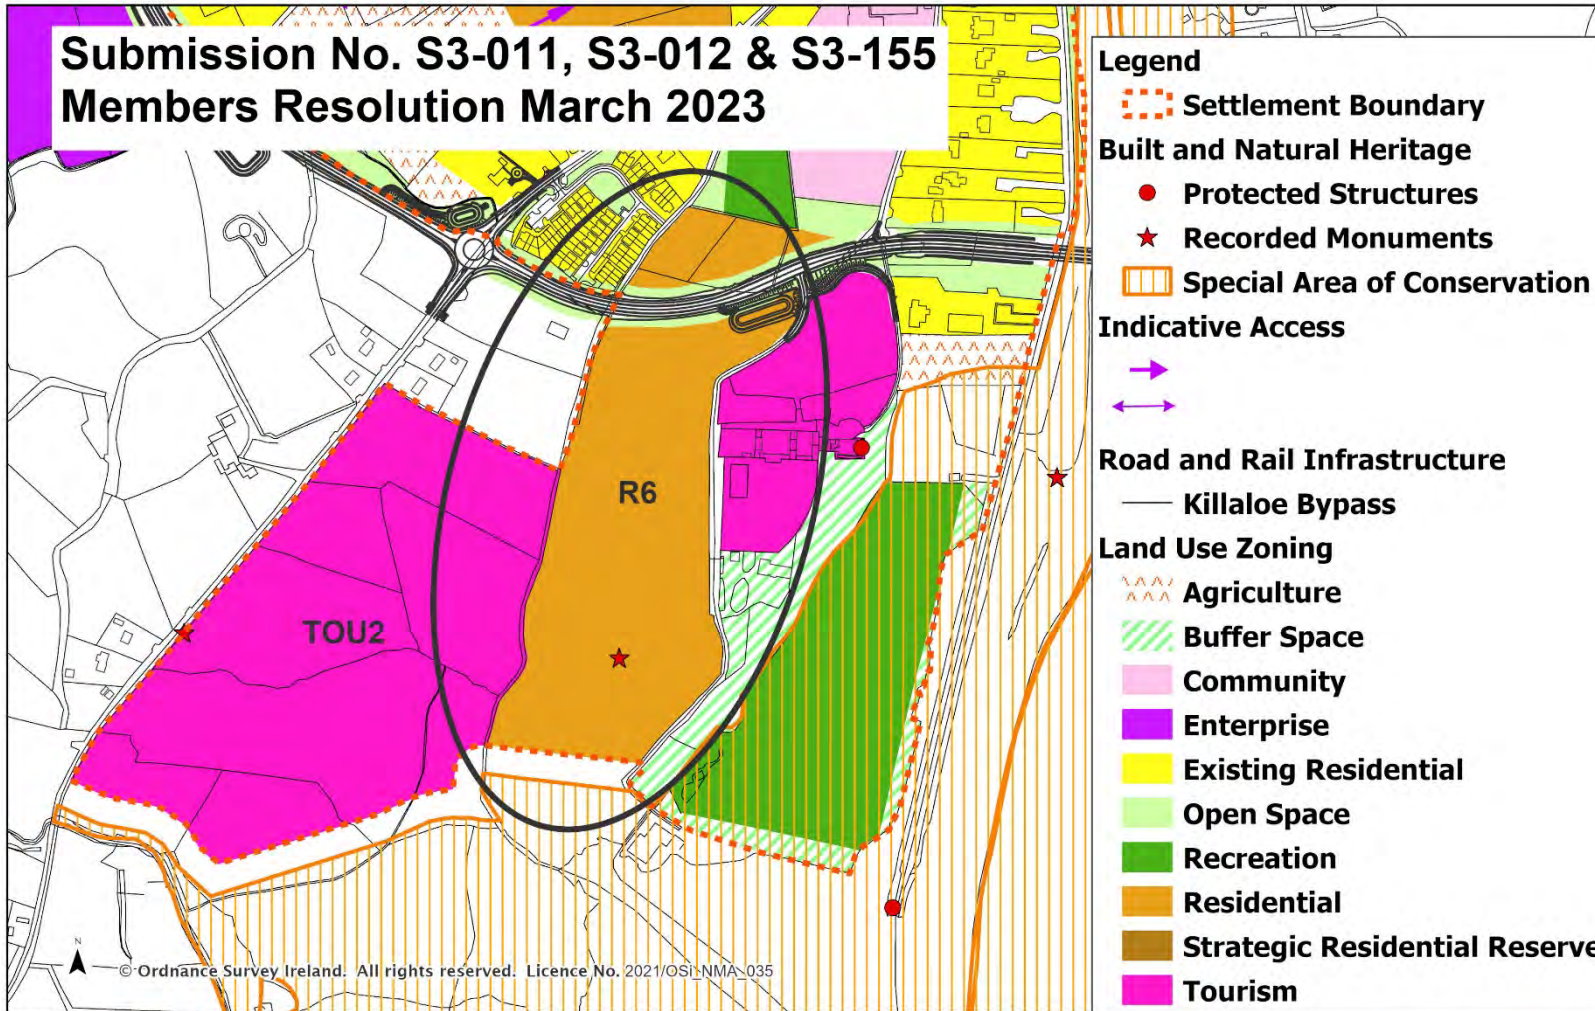 Submission No. S3-011, S3-012 & S3-155
Members Resolution March 2023
R6
TOU2
N
© Ordnance Survey Ireland. All rights reserved. Licence No. 2021/OSi_NMA_035
Legend
Settlement Boundary
Built and Natural Heritage
Protected Structures
Recorded Monuments
Special Area of Conservation
Indicative Access
Road and Rail Infrastructure
Killaloe Bypass
Land Use Zoning
Agriculture
Buffer Space
Community
Enterprise
Existing Residential
Open Space
Recreation
Residential
Strategic Residential Reserve
Tourism